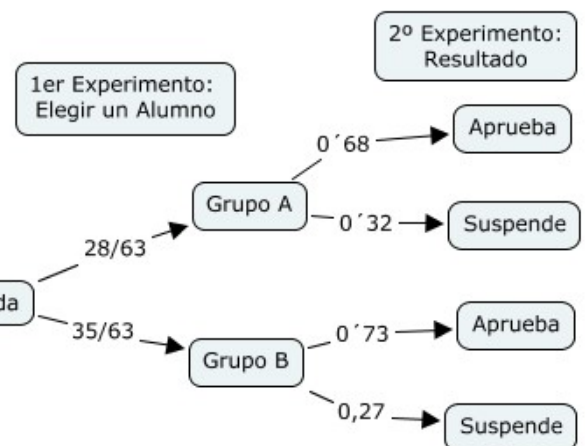 2º Experimento:
Resultado
1er Experimento:
Elegir un Alumno
Aprueba
0´68
Grupo A
0´32
Suspende
28/63
da
35/63
Aprueba
0´73
Grupo B
0,27
Suspende